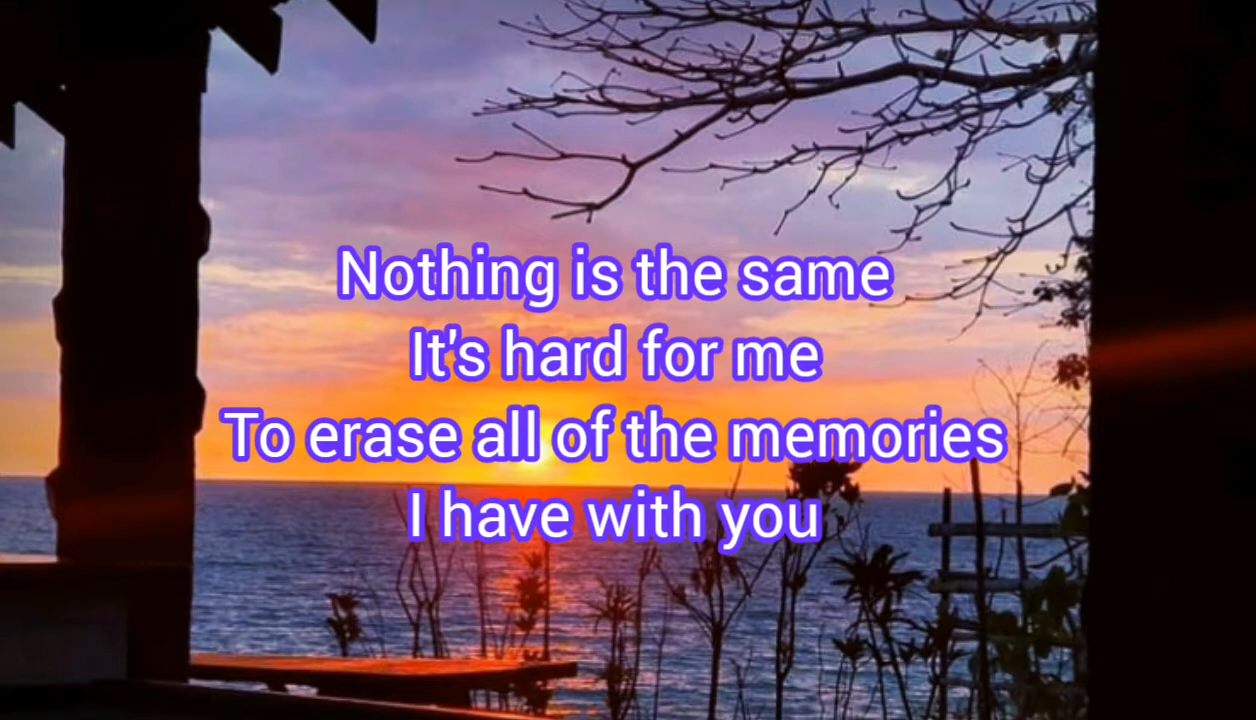 Nothing is the same
It's hard for me
To erase all of the memories
I have with you